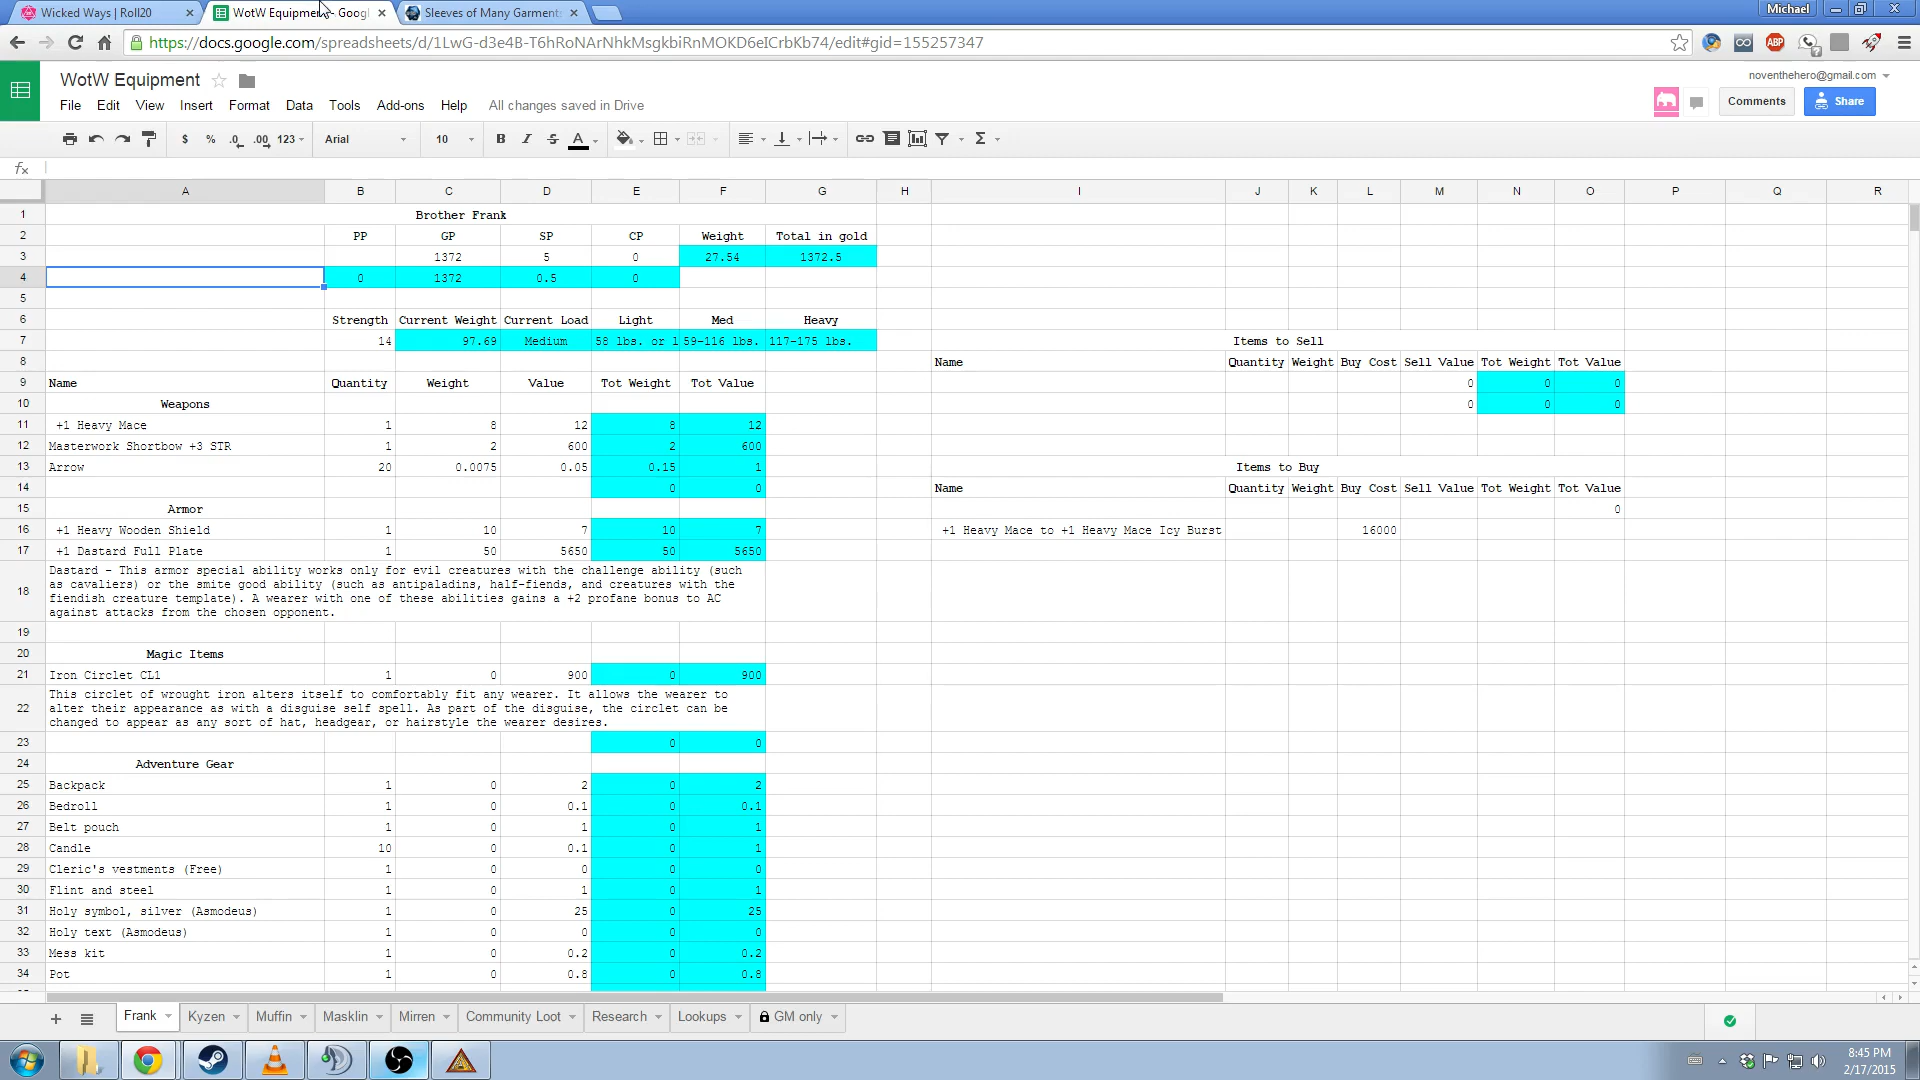 Wicked Ways | Roll20
WotW Equipment - Googl
Sleeves of Many Garment
Michael
https://docs.google.com/spreadsheets/d/1LwG-d3e4B-T6hRoNArNhkMsgkbiRnMOKD6eICrbKb74/edit#gid=155257347
ABP
WotW Equipment
noventhehero@gmail.com
File Edit View Insert Format Data Tools Add-ons Help All changes saved in Drive
Comments Share
$ % .0 .00 123 Arial 10 B I S A Σ
fx
A B C D E F G H I J K L M N O P Q R
1 Brother Frank
2 PP GP SP CP Weight Total in gold
3 1372 5 0 27.54 1372.5
4 0 1372 0.5 0
5
6 Strength Current Weight Current Load Light Med Heavy
7 14 97.69 Medium 58 lbs. or l 59-116 lbs. 117-175 lbs. Items to Sell
8 Name Quantity Weight Buy Cost Sell Value Tot Weight Tot Value
9 Name Quantity Weight Value Tot Weight Tot Value 0 0 0
10 Weapons 0 0 0
11 +1 Heavy Mace 1 8 12 8 12
12 Masterwork Shortbow +3 STR 1 2 600 2 600
13 Arrow 20 0.0075 0.05 0.15 1 Items to Buy
14 0 0 Name Quantity Weight Buy Cost Sell Value Tot Weight Tot Value
15 Armor 0
16 +1 Heavy Wooden Shield 1 10 7 10 7 +1 Heavy Mace to +1 Heavy Mace Icy Burst 16000
17 +1 Dastard Full Plate 1 50 5650 50 5650
Dastard - This armor special ability works only for evil creatures with the challenge ability (such
18 as cavaliers) or the smite good ability (such as antipaladins, half-fiends, and creatures with the
fiendish creature template). A wearer with one of these abilities gains a +2 profane bonus to AC
against attacks from the chosen opponent.
19
20 Magic Items
21 Iron Circlet CL1 1 0 900 0 900
This circlet of wrought iron alters itself to comfortably fit any wearer. It allows the wearer to
22 alter their appearance as with a disguise self spell. As part of the disguise, the circlet can be
changed to appear as any sort of hat, headgear, or hairstyle the wearer desires.
23 0 0
24 Adventure Gear
25 Backpack 1 0 2 0 2
26 Bedroll 1 0 0.1 0 0.1
27 Belt pouch 1 0 1 0 1
28 Candle 10 0 0.1 0 1
29 Cleric's vestments (Free) 1 0 0 0 0
30 Flint and steel 1 0 1 0 1
31 Holy symbol, silver (Asmodeus) 1 0 25 0 25
32 Holy text (Asmodeus) 1 0 0 0 0
33 Mess kit 1 0 0.2 0 0.2
34 Pot 1 0 0.8 0 0.8
Frank Kyzen Muffin Masklin Mirren Community Loot Research Lookups GM only
8:45 PM
2/17/2015